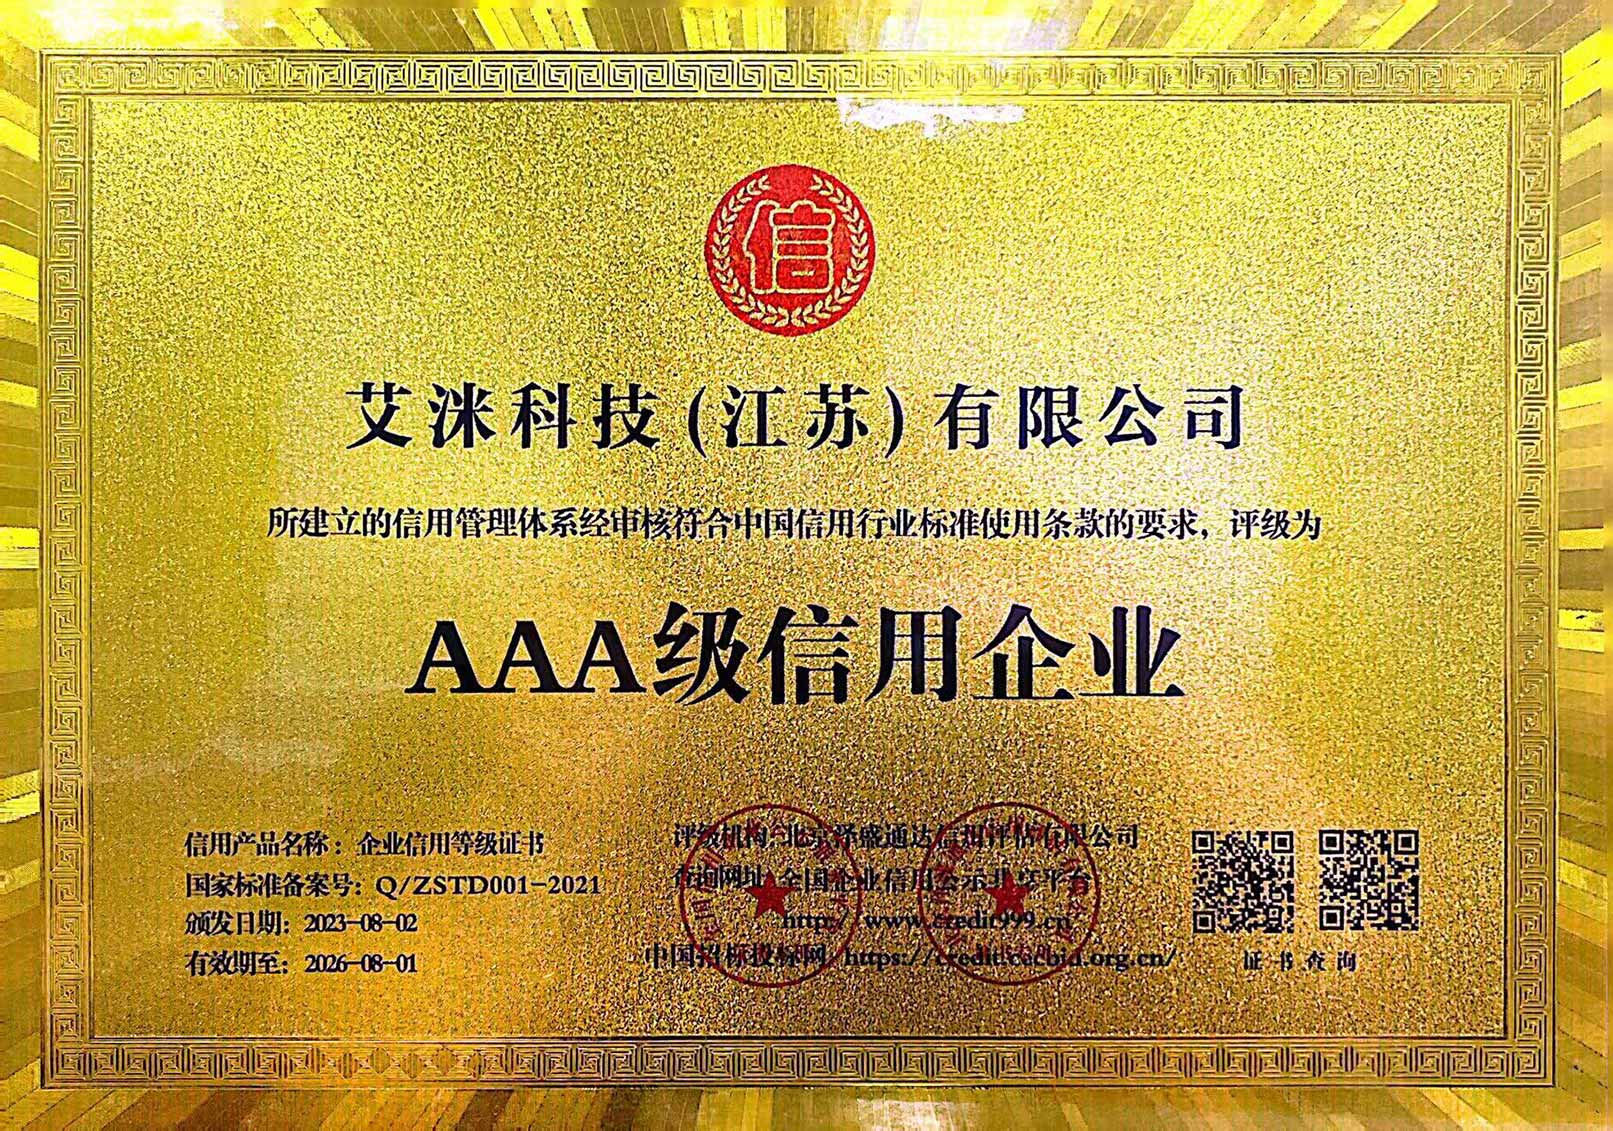 信
艾洣科技(江苏)有限公司
所建立的信用管理体系经审核符合中国信用行业标准使用条款的要求，评级为
AAA级信用企业
信用产品名称：企业信用等级证书
国家标准备案号：Q/ZSTD001-2021
颁发日期：2023-08-02
有效期至：2026-08-01
评级机构:北京泽盛通达信用评估有限公司
查询网址:全国企业信用公示共享平台
http://www.credit999.cn
中国招标投标网:https://credit.cecbid.org.cn/
证书查询